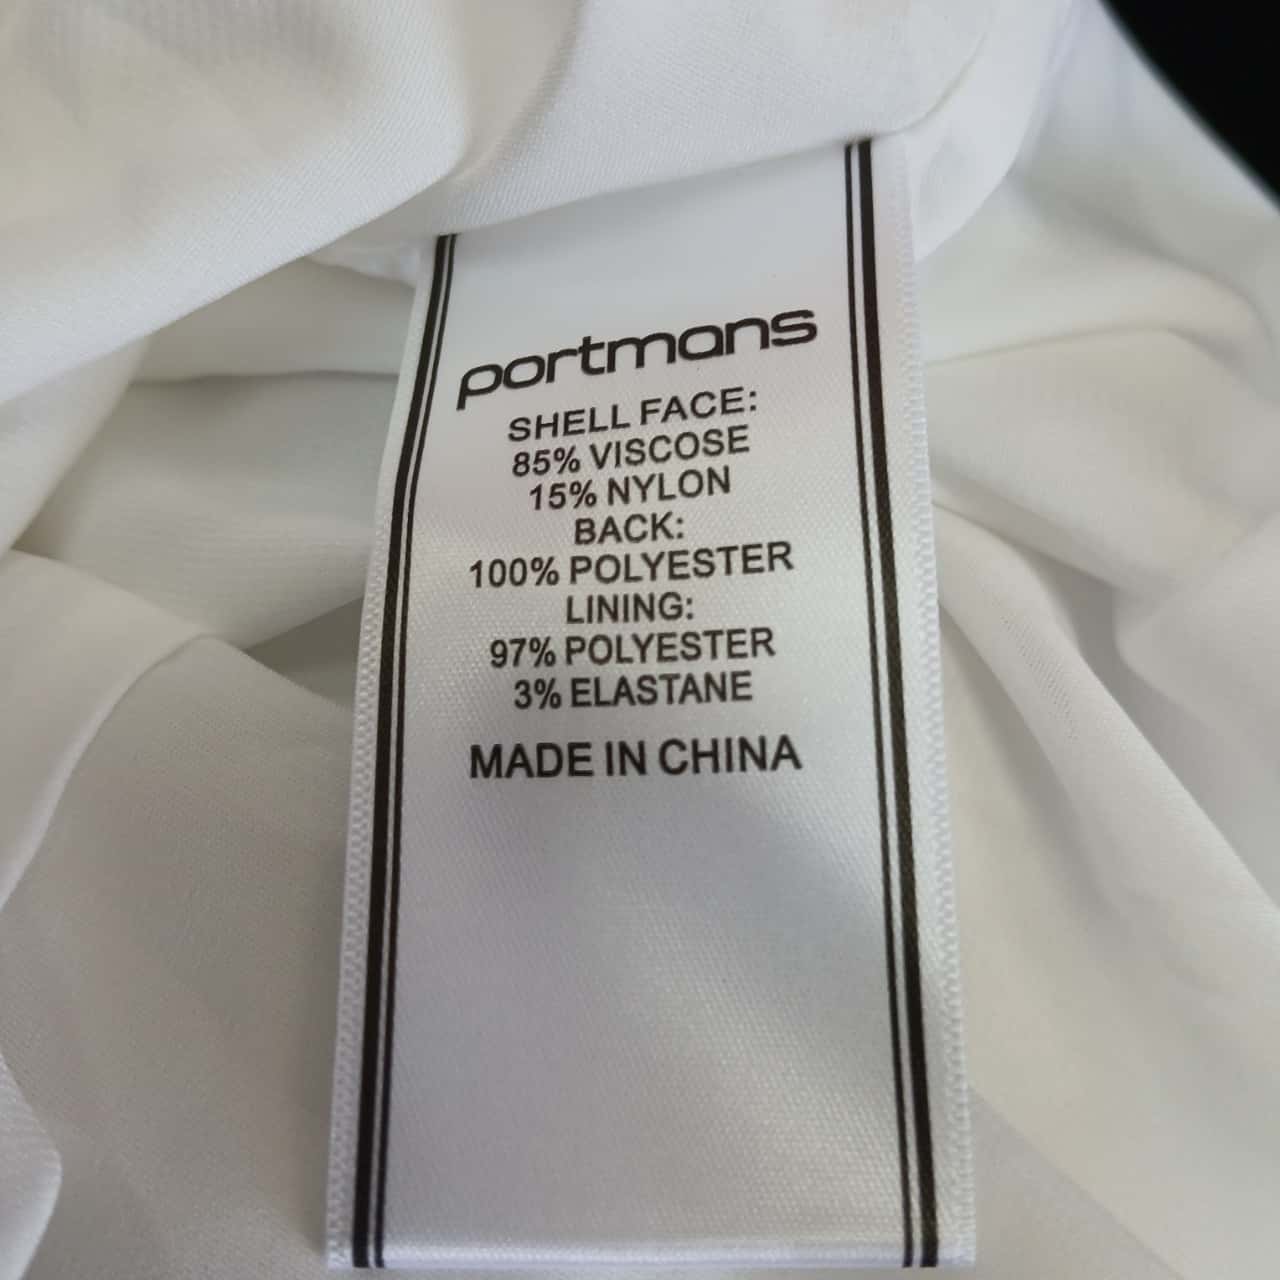 portmans
SHELL FACE:
85% VISCOSE
15% NYLON
BACK:
100% POLYESTER
LINING:
97% POLYESTER
3% ELASTANE
MADE IN CHINA